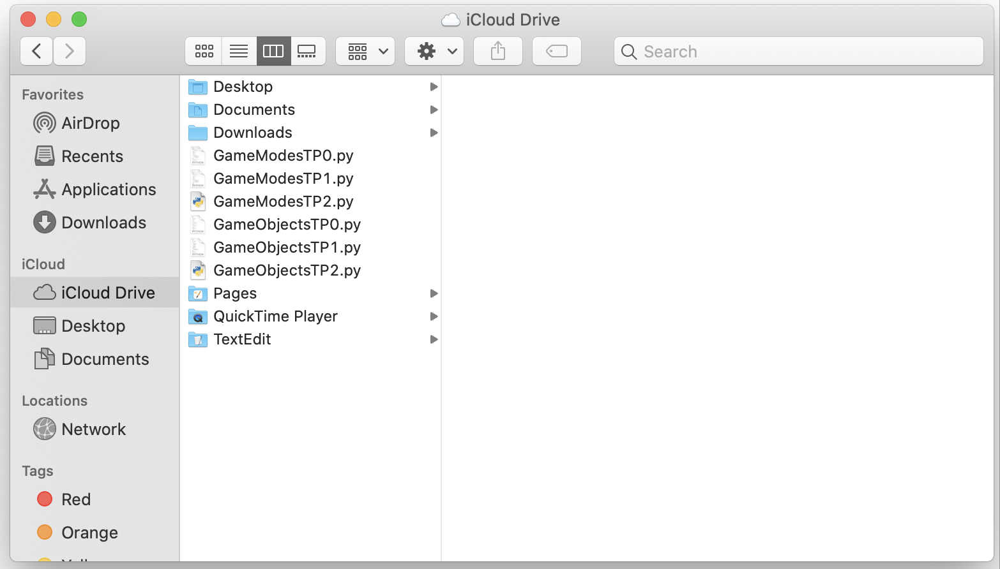 iCloud Drive
Search
Favorites
AirDrop
Recents
Applications
Downloads
iCloud
iCloud Drive
Desktop
Documents
Locations
Network
Tags
Red
Orange
Desktop
Documents
Downloads
GameModesTP0.py
GameModesTP1.py
GameModesTP2.py
GameObjectsTP0.py
GameObjectsTP1.py
GameObjectsTP2.py
Pages
QuickTime Player
TextEdit